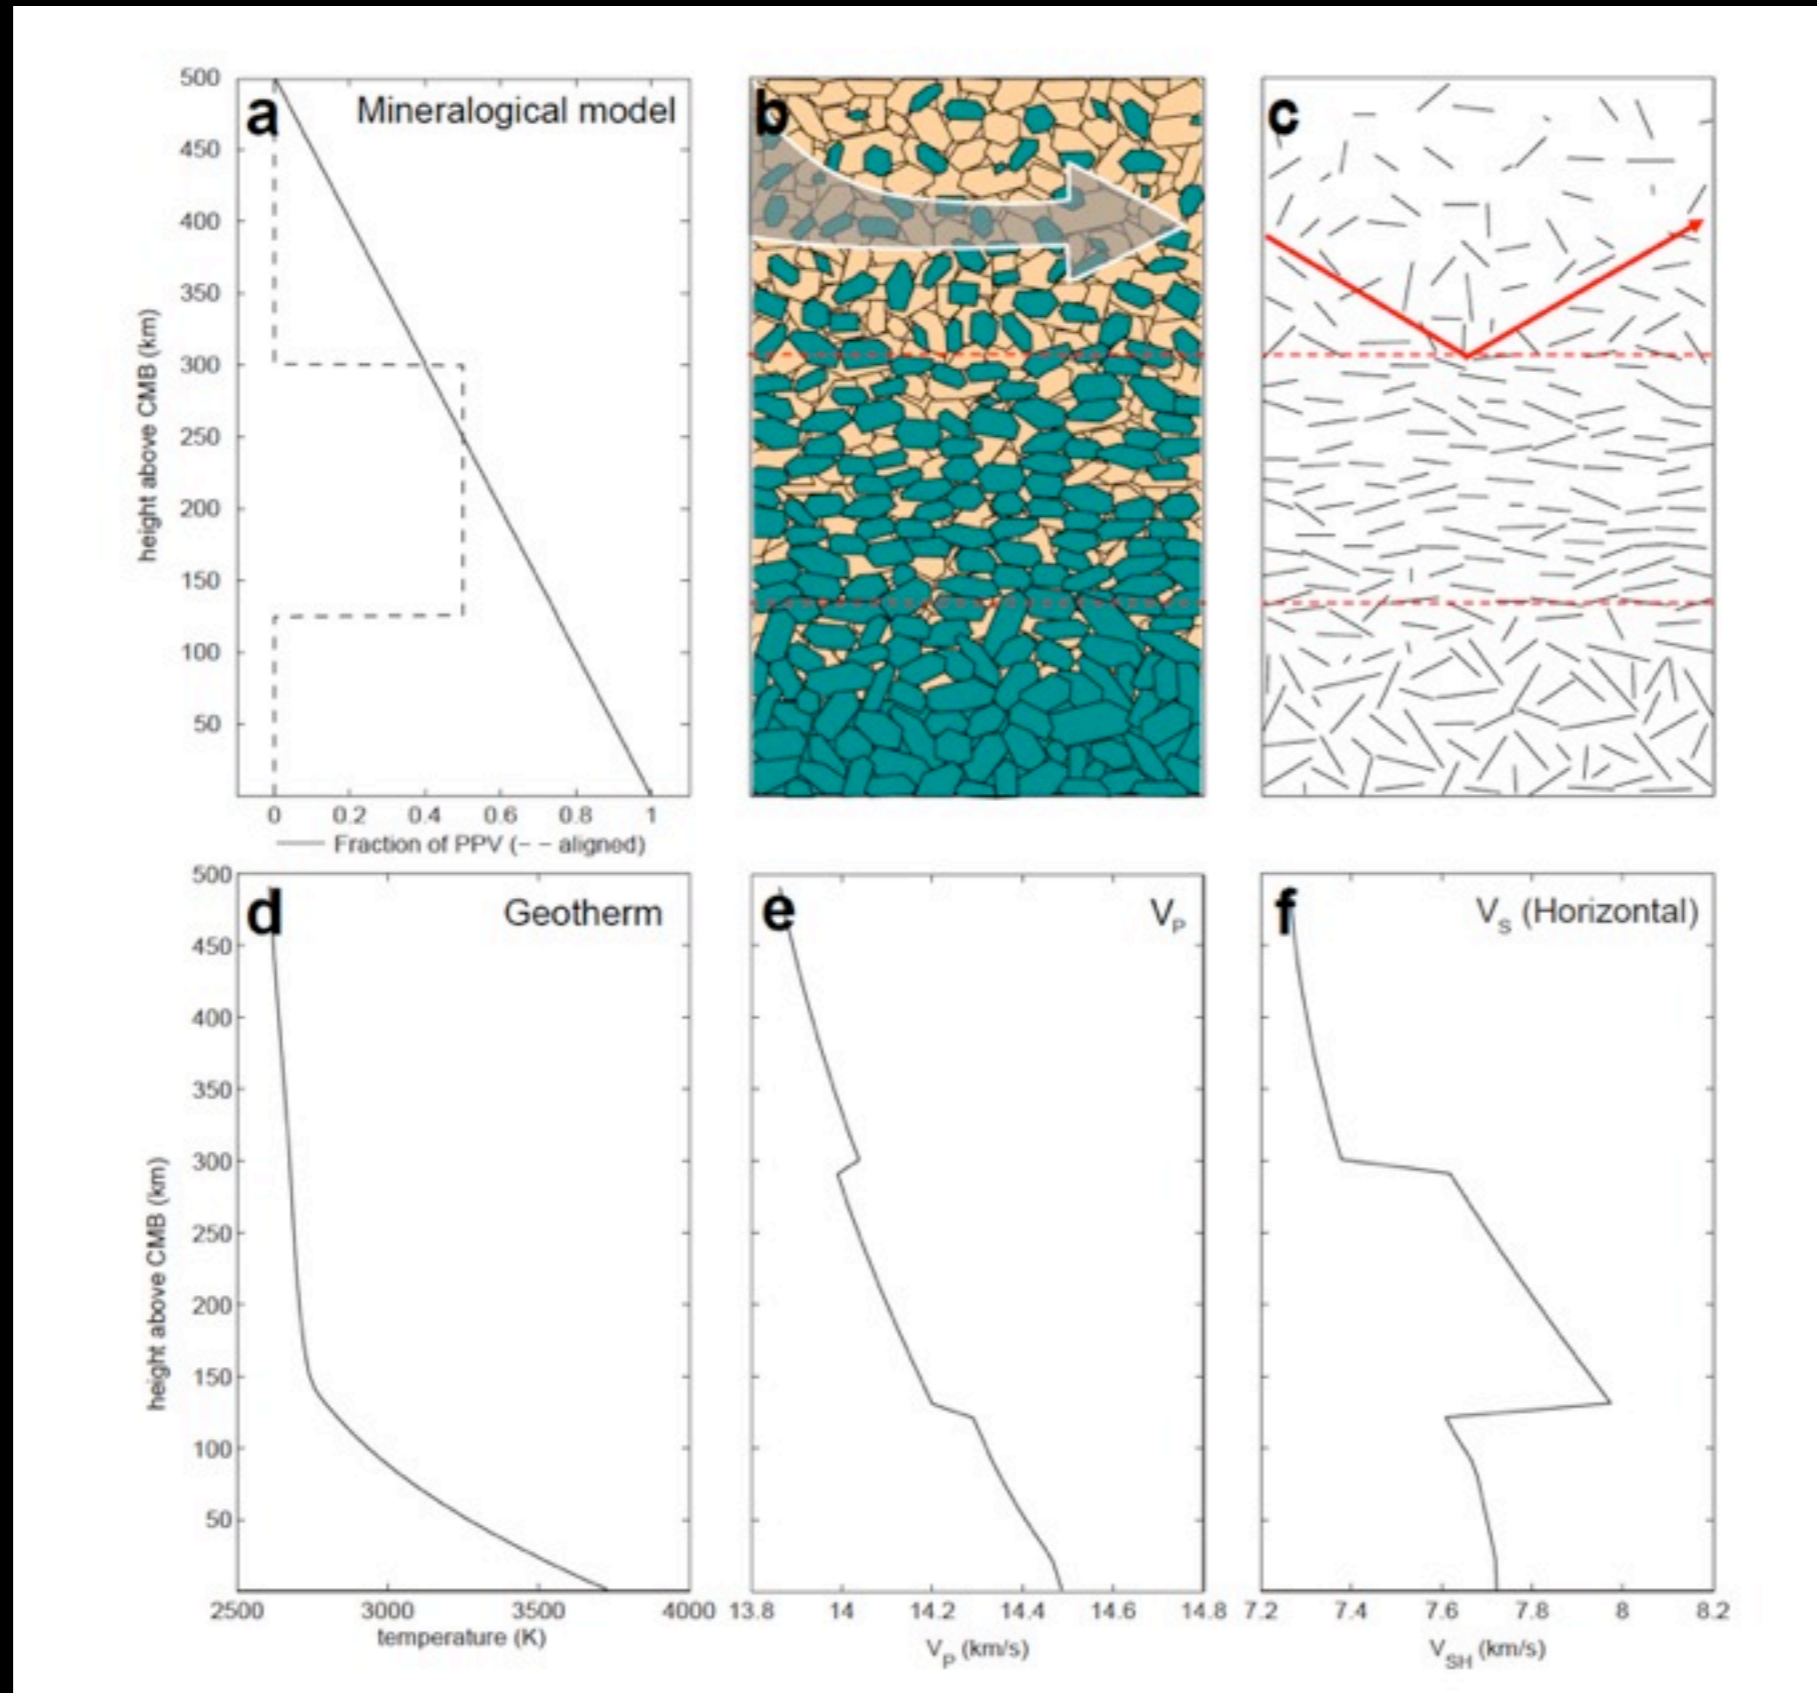 a
Mineralogical model
500
450
400
350
300
250
200
150
100
50
height above CMB (km)
0 0.2 0.4 0.6 0.8 1
Fraction of PPV (– – aligned)
b
c
d
Geotherm
500
450
400
350
300
250
200
150
100
50
height above CMB (km)
2500 3000 3500 4000
temperature (K)
e
VP
13.8 14 14.2 14.4 14.6 14.8
VP (km/s)
f
VS (Horizontal)
7.2 7.4 7.6 7.8 8 8.2
VSH (km/s)